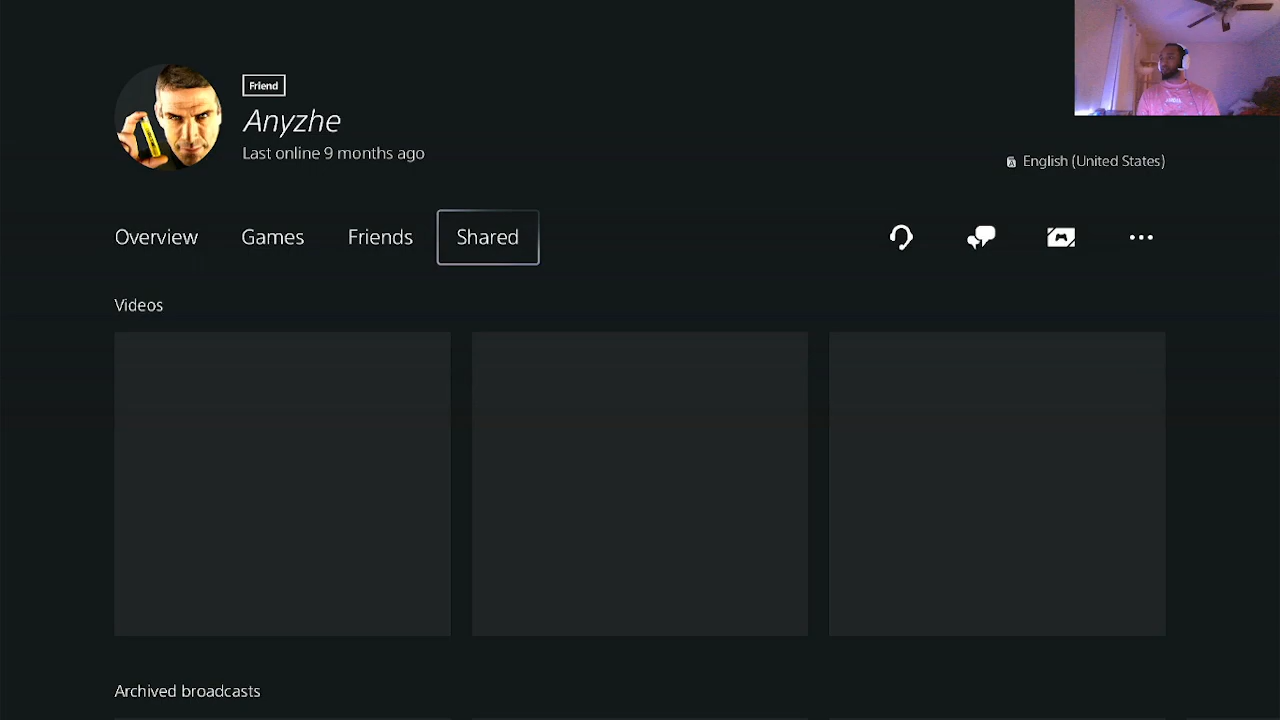 Friend
Anyzhe
Last online 9 months ago
English (United States)
Overview Games Friends Shared
Videos
Archived broadcasts